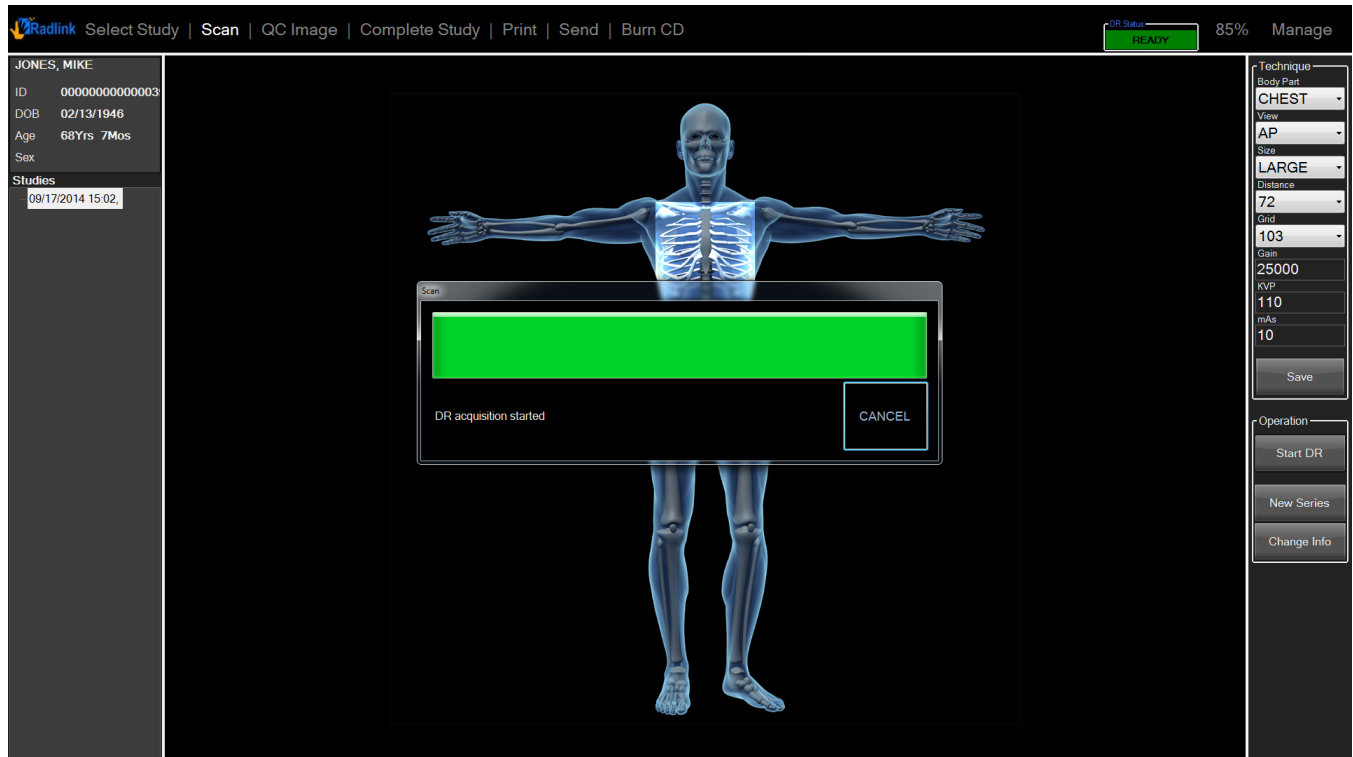 Radlink Select Study | Scan | QC Image | Complete Study | Print | Send | Burn CD
DR Status
READY
85%
Manage
JONES, MIKE
ID
DOB 02/13/1946
Age 68Yrs 7Mos
Sex
Studies
09/17/2014 15:02,
Scan
DR acquisition started
CANCEL
Technique
Body Part
CHEST
View
AP
Size
LARGE
Distance
72
Grid
103
Gain
25000
KVP
110
mAs
10
Save
Operation
Start DR
New Series
Change Info